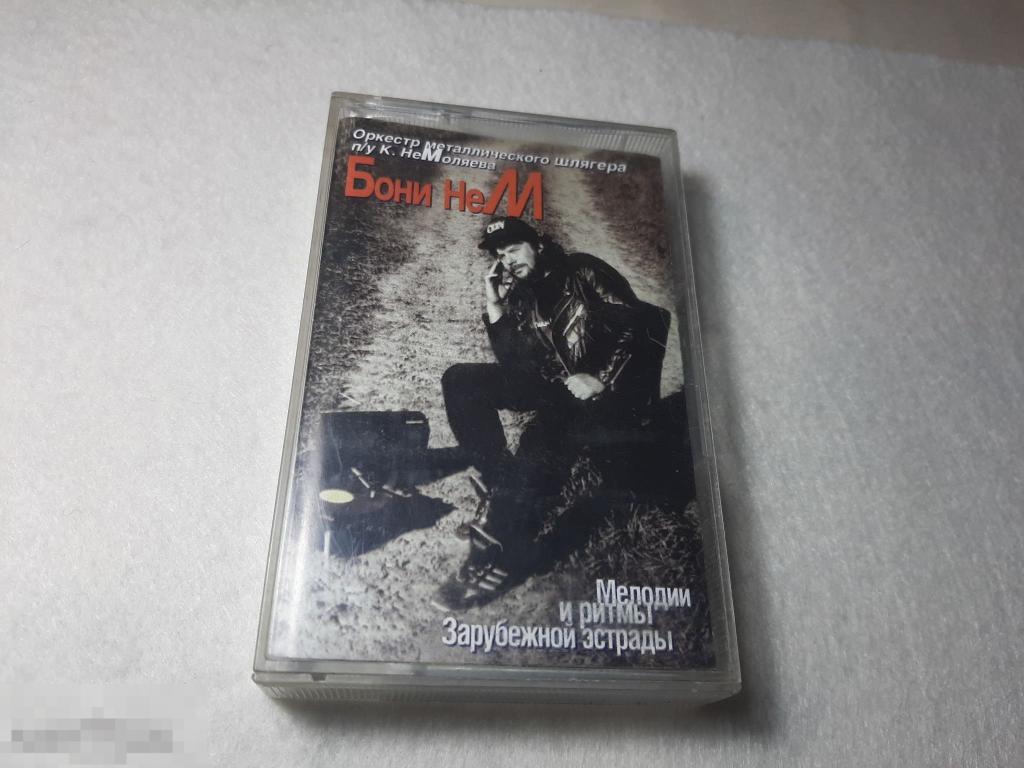 Оркестр металлического шлягера
п/у К. НеМоляева
Бони НеМ
Мелодии
и ритмы
Зарубежной эстрады